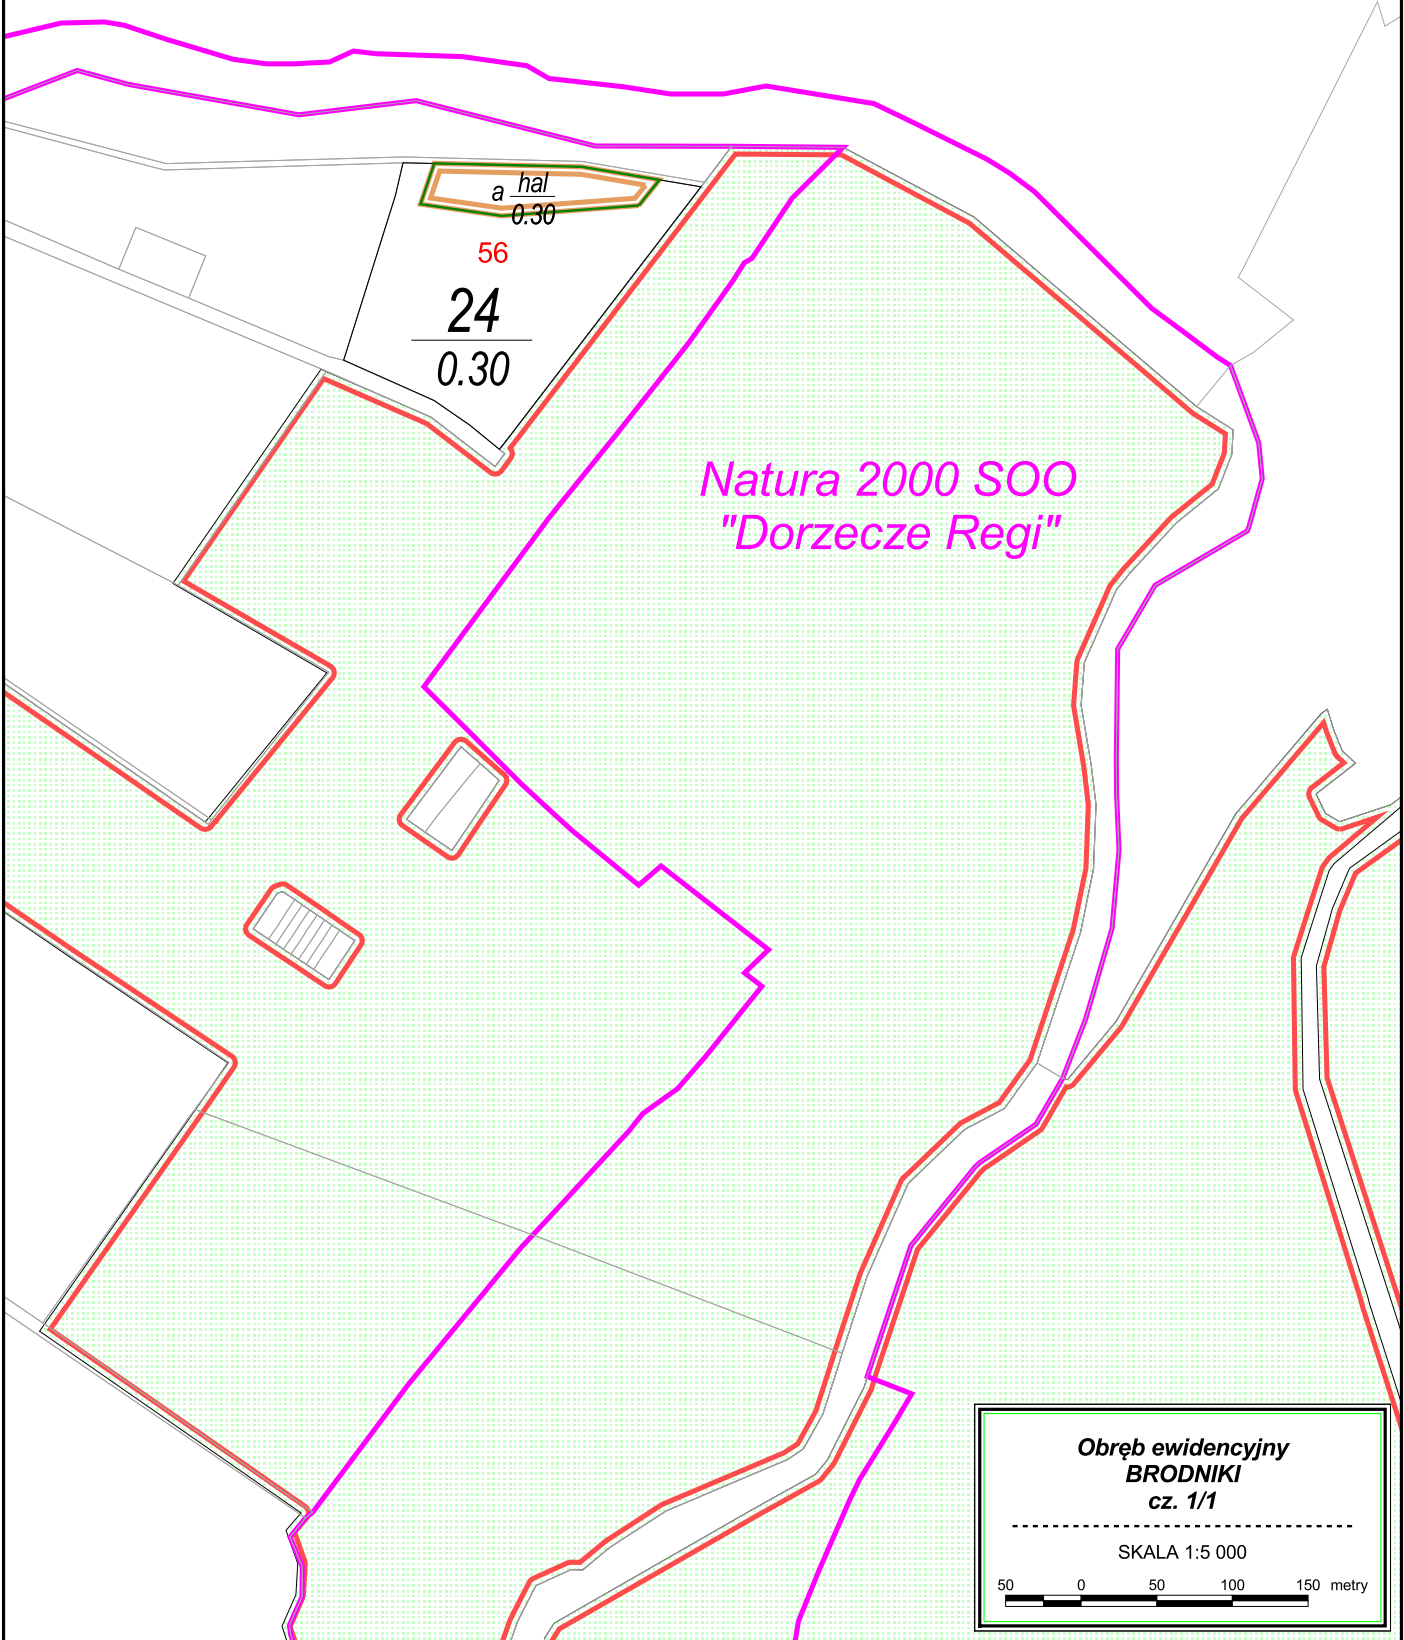 a hal
0.30
56
24
0.30
Natura 2000 SOO
"Dorzecze Regi"
Obręb ewidencyjny
BRODNIKI
cz. 1/1
SKALA 1:5 000
50 0 50 100 150 metry